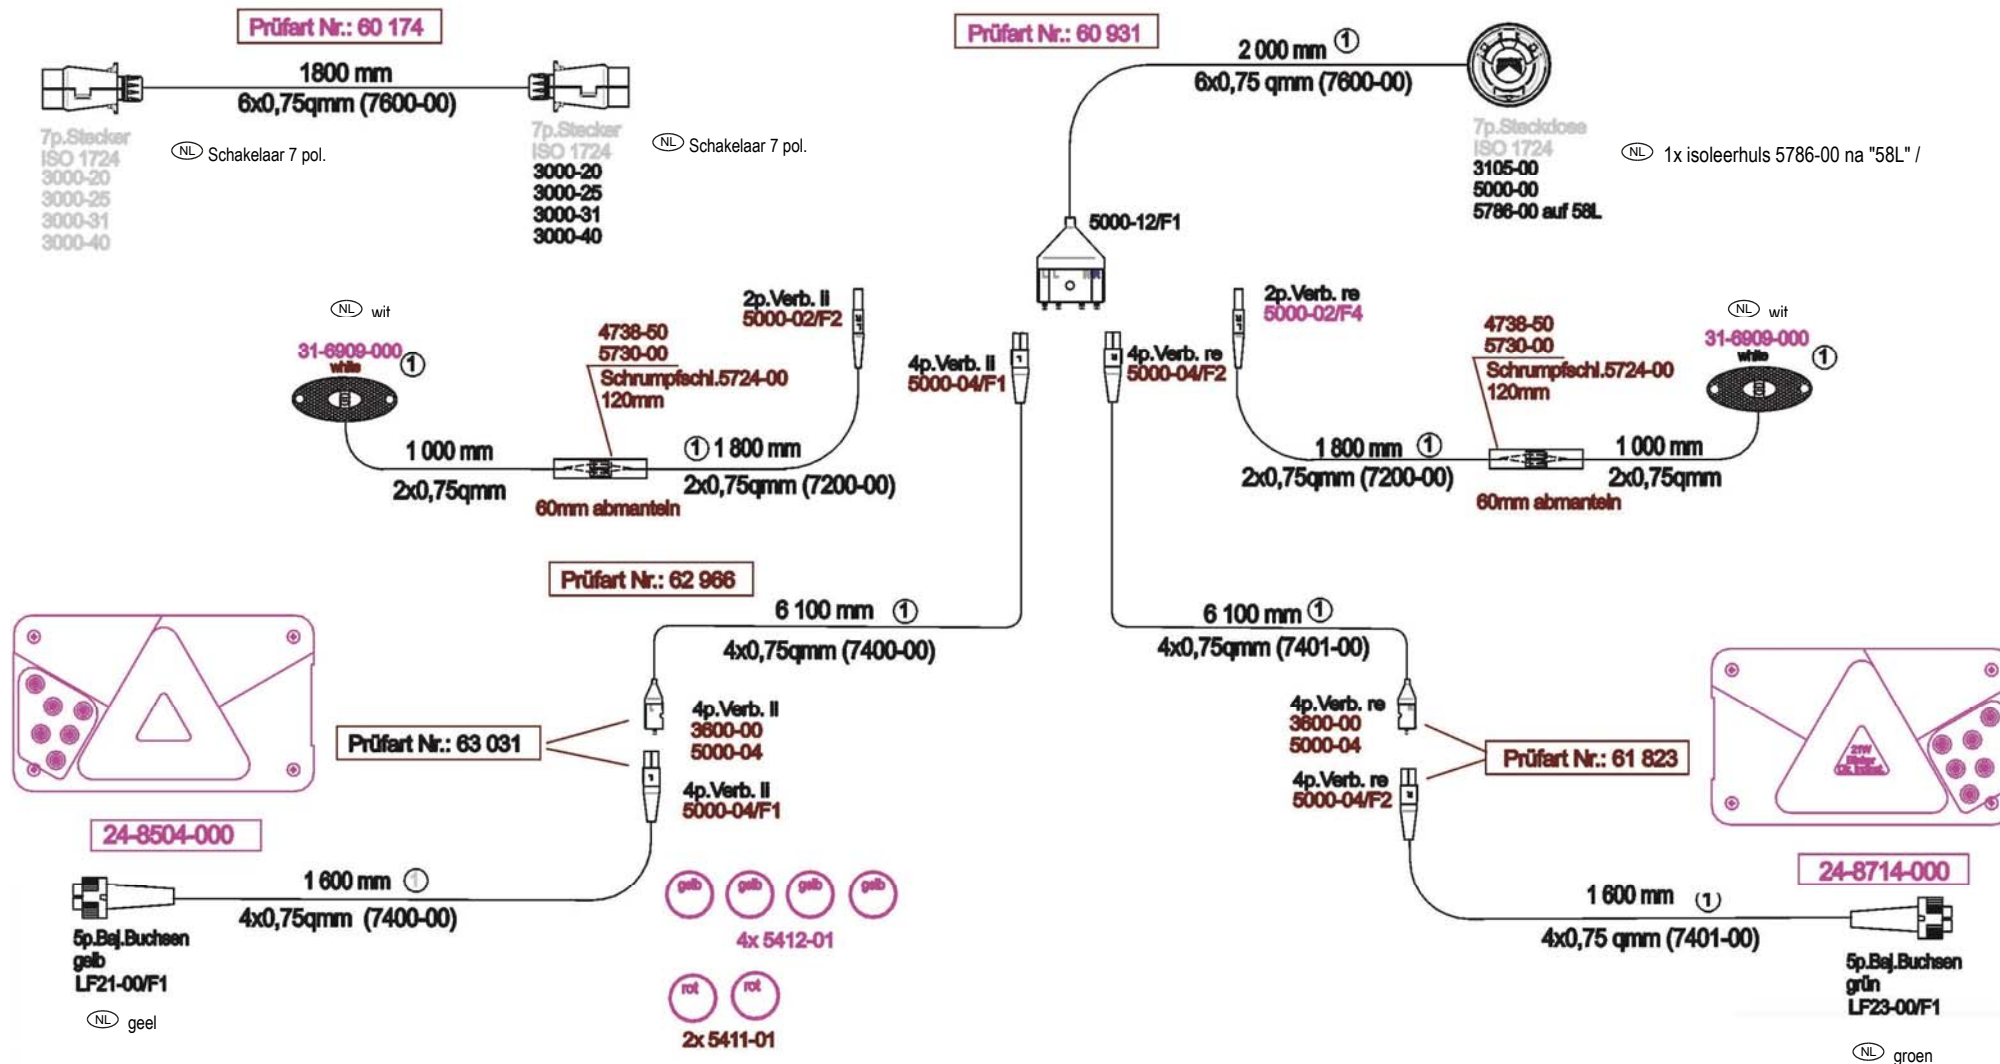 Prüfart Nr.: 60 174
1800 mm
6x0,75qmm (7600-00)
7p.Stecker
ISO 1724
3000-20
3000-25
3000-31
3000-40
NL Schakelaar 7 pol.
7p.Stecker
ISO 1724
3000-20
3000-25
3000-31
3000-40
NL Schakelaar 7 pol.
Prüfart Nr.: 60 931
2 000 mm 1
6x0,75 qmm (7600-00)
7p.Steckdose
ISO 1724
3105-00
5000-00
5786-00 auf 58L
NL 1x isoleerhuls 5786-00 na "58L" /
5000-12/F1
L L R R
NL wit
31-6909-000
white
1
4738-50
5730-00
Schrumpfschl.5724-00
120mm
2p.Verb. li
5000-02/F2
1 000 mm
2x0,75qmm
1 1 800 mm
2x0,75qmm (7200-00)
60mm abmanteln
4p.Verb. li
5000-04/F1
4p.Verb. re
5000-04/F2
2p.Verb. re
5000-02/F4
4738-50
5730-00
Schrumpfschl.5724-00
120mm
NL wit
31-6909-000
white
1
1 800 mm 1
2x0,75qmm (7200-00)
1 000 mm
2x0,75qmm
60mm abmanteln
Prüfart Nr.: 62 966
6 100 mm 1
4x0,75qmm (7400-00)
6 100 mm 1
4x0,75qmm (7401-00)
Prüfart Nr.: 63 031
4p.Verb. li
3600-00
5000-04
4p.Verb. li
5000-04/F1
4p.Verb. re
3600-00
5000-04
4p.Verb. re
5000-04/F2
Prüfart Nr.: 61 823
21W
24-8504-000
1 600 mm 1
4x0,75qmm (7400-00)
5p.Baj.Buchsen
gelb
LF21-00/F1
NL geel
gelb gelb gelb gelb
4x 5412-01
rot rot
2x 5411-01
24-8714-000
1 600 mm 1
4x0,75 qmm (7401-00)
5p.Baj.Buchsen
grün
LF23-00/F1
NL groen